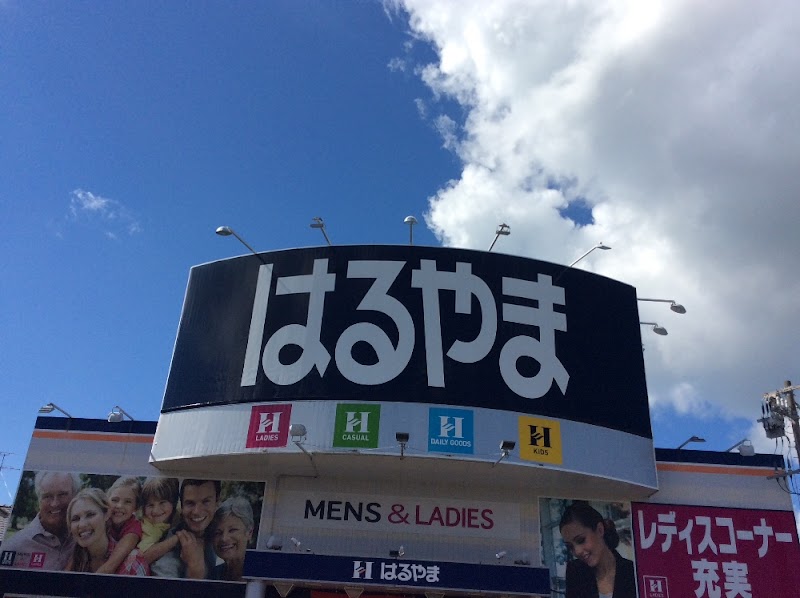 はるやま
H LADIES
H CASUAL
H DAILY GOODS
H KIDS
MENS & LADIES
レディスコーナー
充実
H はるやま